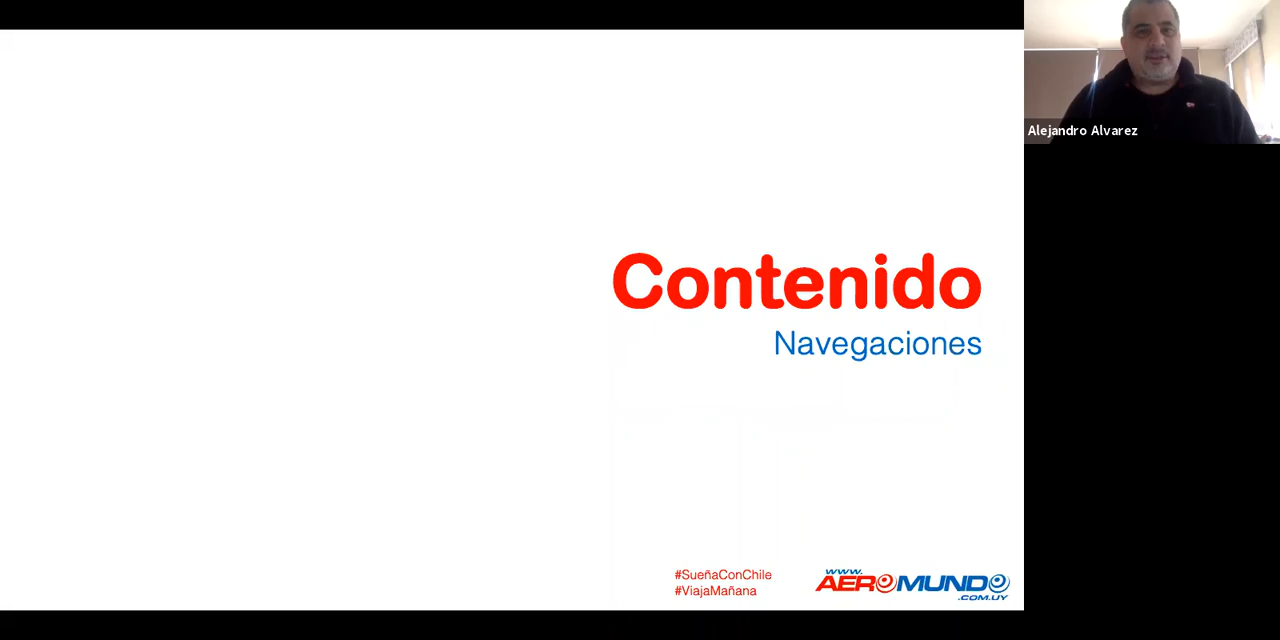 Contenido
Navegaciones
#SueñaConChile
#ViajaMañana
WWW.
AEROMUNDO
.COM.UY
Alejandro Alvarez